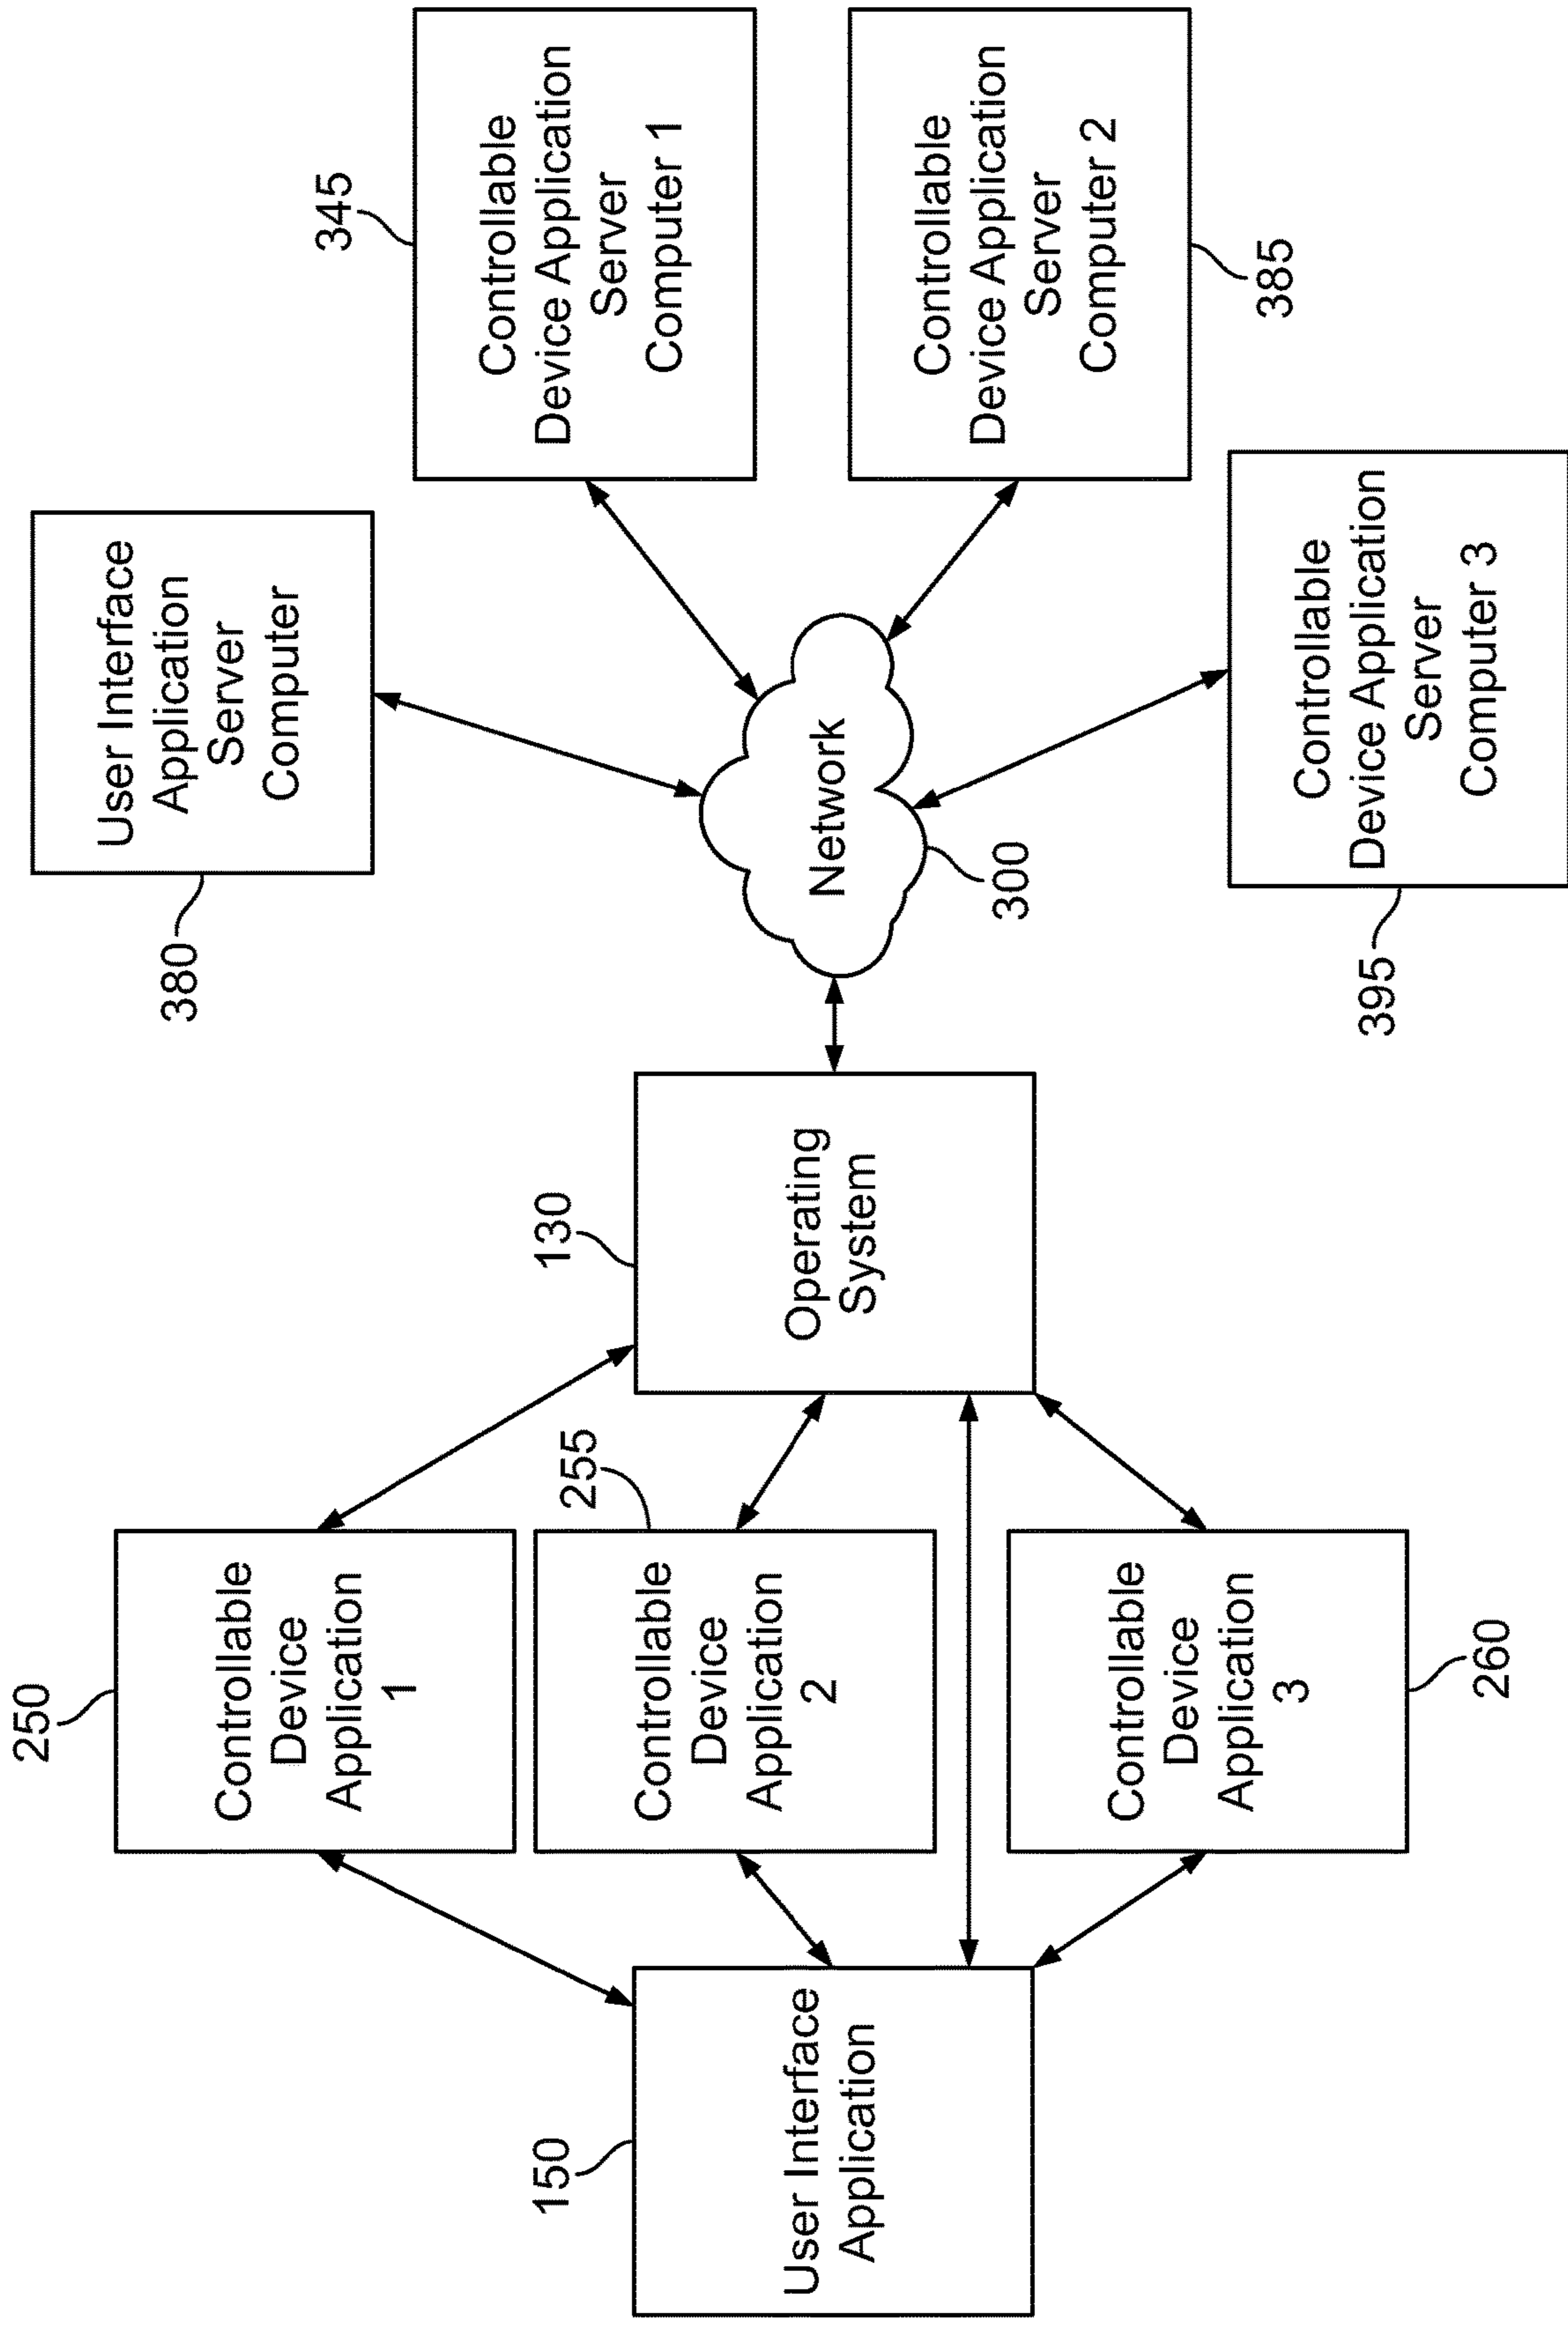 250
Controllable
Device
Application
1
255
Controllable
Device
Application
2
Controllable
Device
Application
3
260
150
User Interface
Application
130
Operating
System
Network
300
380
User Interface
Application
Server
Computer
345
Controllable
Device Application
Server
Computer 1
Controllable
Device Application
Server
Computer 2
385
395
Controllable
Device Application
Server
Computer 3